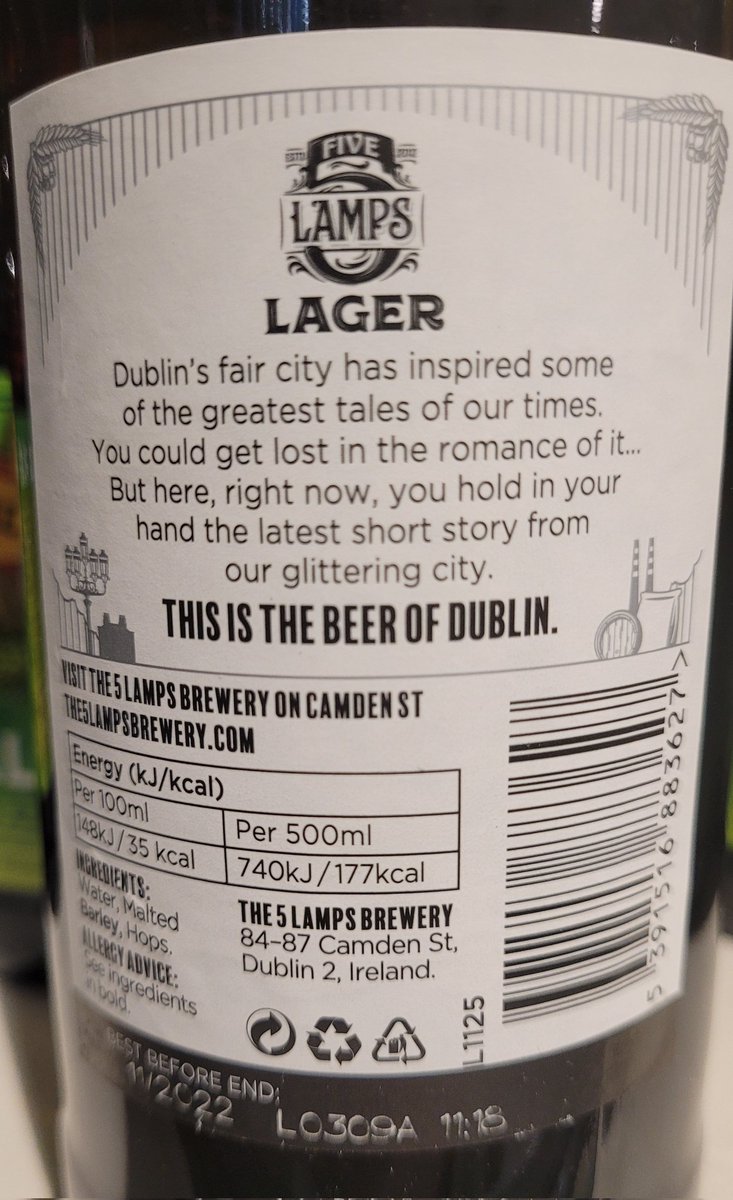 FIVE
LAMPS
LAGER
Dublin's fair city has inspired some
of the greatest tales of our times.
You could get lost in the romance of it...
But here, right now, you hold in your
hand the latest short story from
our glittering city.
THIS IS THE BEER OF DUBLIN.
VISIT THE 5 LAMPS BREWERY ON CAMDEN ST
THE5LAMPSBREWERY.COM
Energy (kJ/kcal)
Per 100ml Per 500ml
148kJ/35 kcal 740kJ/177kcal
INGREDIENTS:
Water, Malted
Barley, Hops.
ALLERGY ADVICE:
See ingredients
in bold.
THE 5 LAMPS BREWERY
84-87 Camden St,
Dublin 2, Ireland.
L1125
5 391516 883627 >
BEST BEFORE END:
11/2022 L0309A 11:18